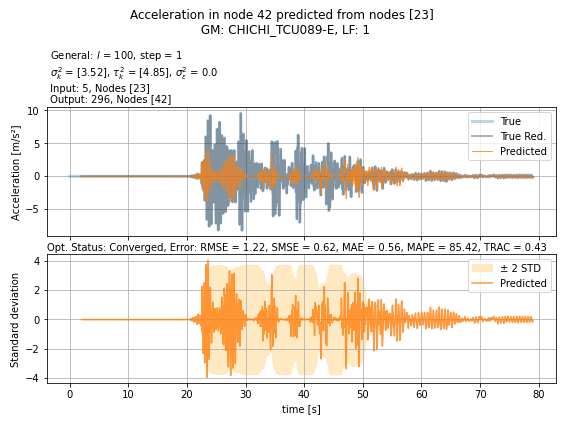 Acceleration in node 42 predicted from nodes [23]
GM: CHICHI_TCU089-E, LF: 1
General: l = 100, step = 1
σ²ₖ = [3.52], τ²ₖ = [4.85], σ²ε = 0.0
Input: 5, Nodes [23]
Output: 296, Nodes [42]
10
5
0
−5
Acceleration [m/s²]
True
True Red.
Predicted
Opt. Status: Converged, Error: RMSE = 1.22, SMSE = 0.62, MAE = 0.56, MAPE = 85.42, TRAC = 0.43
4
2
0
−2
−4
Standard deviation
± 2 STD
Predicted
0 10 20 30 40 50 60 70 80
time [s]